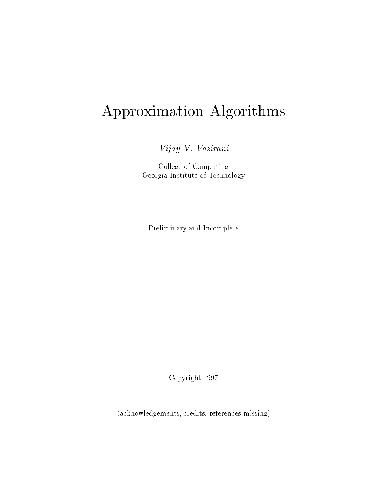 Approximation Algorithms
Vijay V. Vazirani
College of Computing
Georgia Institute of Technology
Preliminary and Incomplete
Copyright 1997
(acknowledgements, credits, references missing)